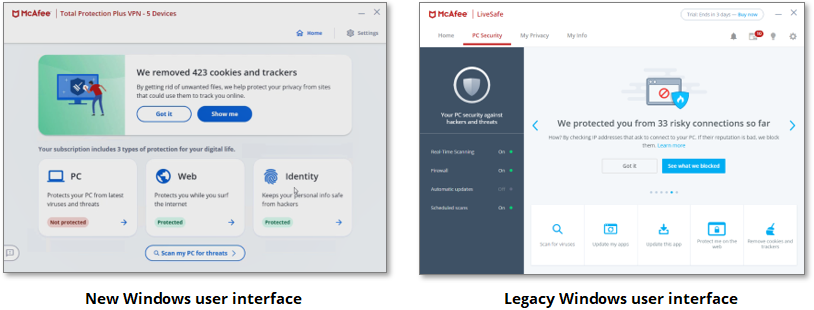 McAfee | Total Protection Plus VPN - 5 Devices
Home Settings
We removed 423 cookies and trackers
By getting rid of unwanted files, we help protect your privacy from sites
that could use them to track you online.
Got it Show me
Your subscription includes 3 types of protection for your digital life.
PC
Protects your PC from latest
viruses and threats
Not protected
Web
Protects you while you surf
the internet
Protected
Identity
Keeps your personal info safe
from hackers
Protected
Scan my PC for threats
New Windows user interface
McAfee | LiveSafe
Trial: Ends in 3 days — Buy now
Home PC Security My Privacy My Info
Your PC security against
hackers and threats
Real-Time Scanning On
Firewall On
Automatic updates Off
Scheduled scans On
We protected you from 33 risky connections so far
How? By checking IP addresses that ask to connect to your PC. If their reputation is bad, we block
them. Learn more
Got it See what we blocked
Scan for viruses
Update my apps
Update this app
Protect me on the
web
Remove cookies and
trackers
Legacy Windows user interface